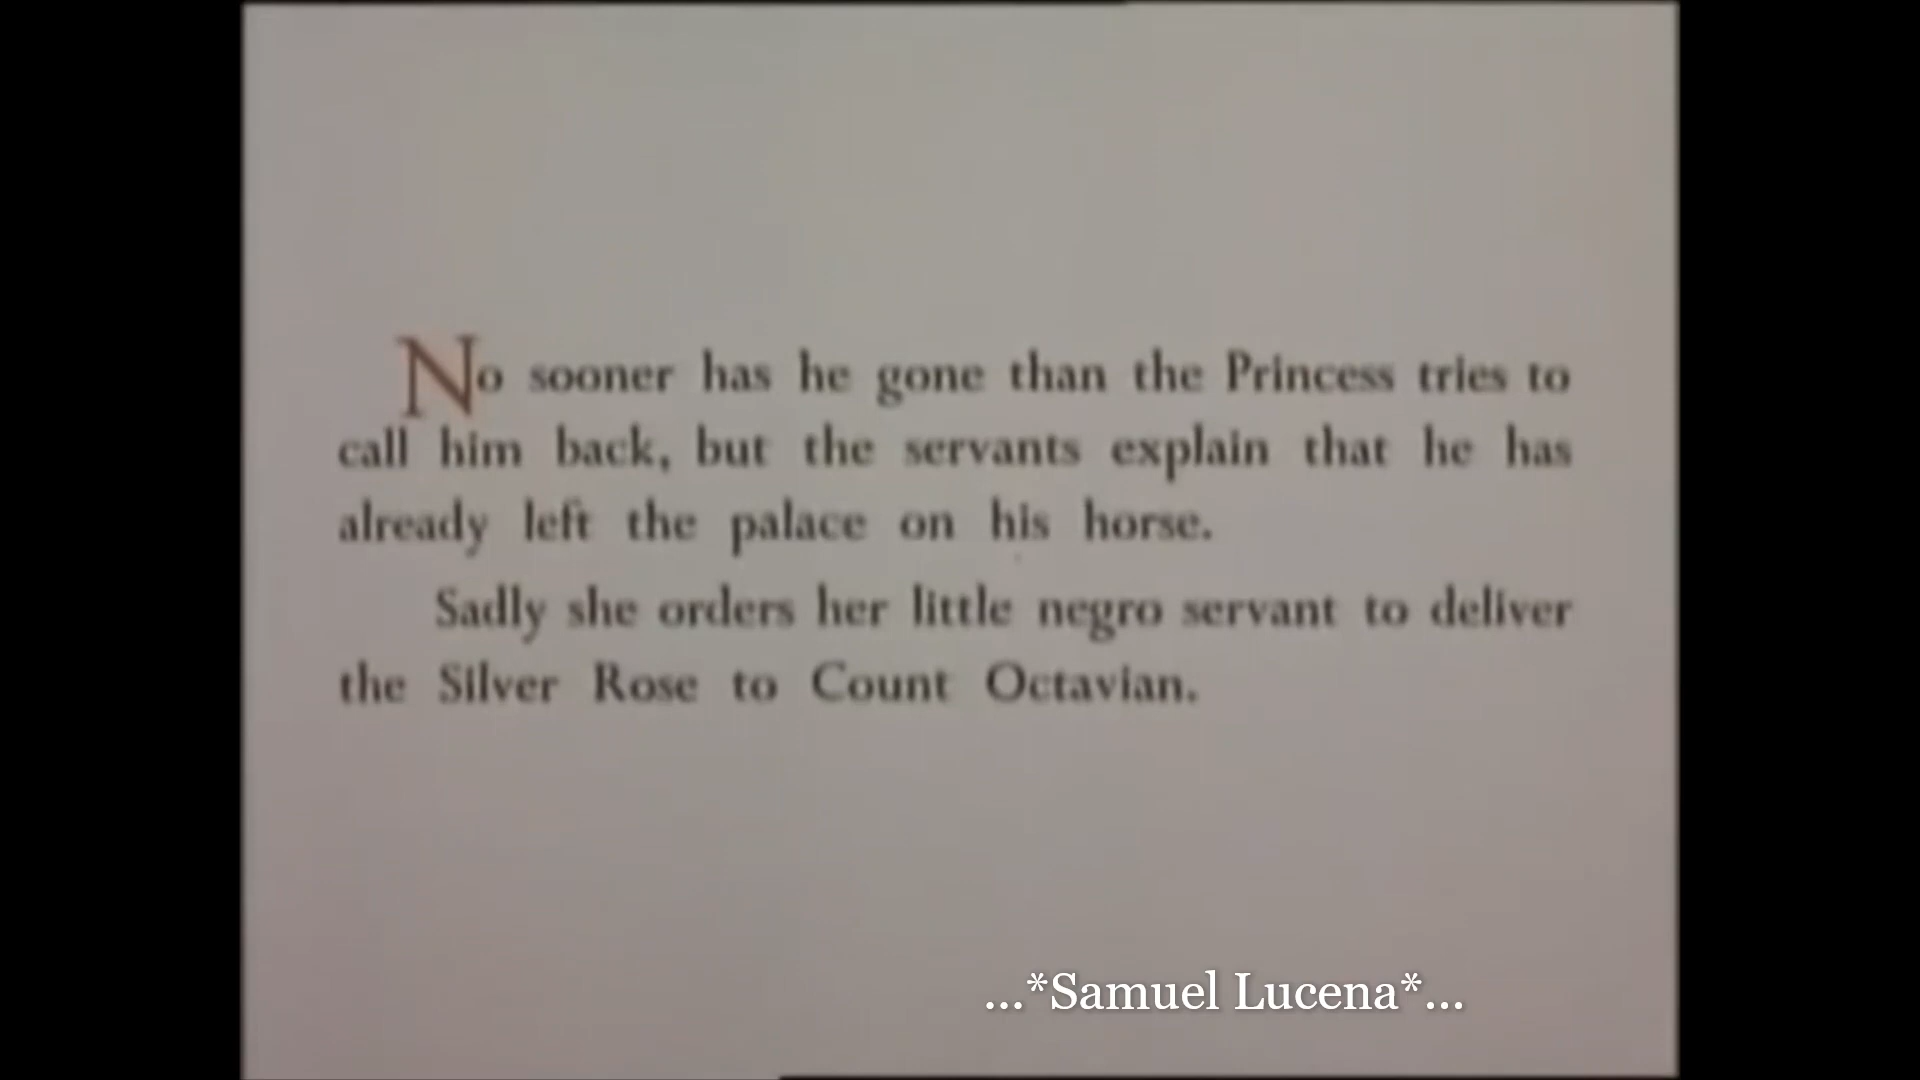 No sooner has he gone than the Princess tries to
call him back, but the servants explain that he has
already left the palace on his horse.
Sadly she orders her little negro servant to deliver
the Silver Rose to Count Octavian.
...*Samuel Lucena*...